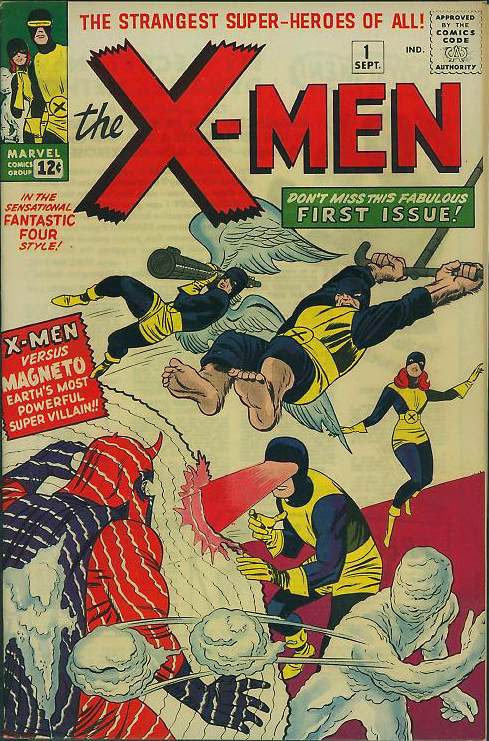 THE STRANGEST SUPER-HEROES OF ALL!
APPROVED
BY THE
COMICS
CODE
AUTHORITY
1
SEPT.
IND.
the X-MEN
MARVEL
COMICS
GROUP 12¢
IN THE
SENSATIONAL
FANTASTIC
FOUR
STYLE!
DON'T MISS THIS FABULOUS
FIRST ISSUE!
X-MEN
VERSUS
MAGNETO
EARTH'S MOST
POWERFUL
SUPER VILLAIN!!